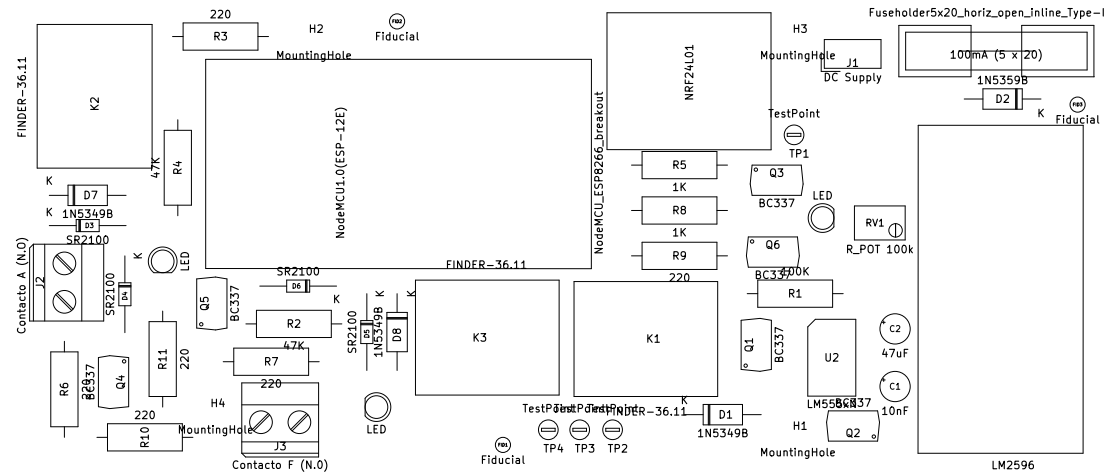 220
R3
H2
MountingHole
FID2
Fiducial
H3
MountingHole
J1
DC Supply
Fuseholder5x20_horiz_open_inline_Type-I
100mA (5 x 20)
1N5359B
D2
K
FID3
Fiducial
FINDER-36.11
K2
NRF24L01
TestPoint
TP1
47K
R4
NodeMCU1.0(ESP-12E)
NodeMCU_ESP8266_breakout
R5
1K
R8
1K
R9
220
Q3
BC337
LED
RV1
R_POT 100k
Q6
BC337
K
D7
1N5349B
K
D3
SR2100
Contacto A (N.O)
J2
SR2100
D4
K
LED
Q5
BC337
SR2100
D6
K
R2
47K
R7
220
SR2100
D5
1N5349B
D8
K
K
FINDER-36.11
K3
K1
FINDER-36.11
100K
R1
Q1
BC337
U2
LM555xN
C2
47uF
C1
10nF
R6
220
BC337
Q4
R11
220
220
R10
H4
MountingHole
J3
Contacto F (N.O)
LED
FID1
Fiducial
TestPoint
TP4
TestPoint
TP3
TestPoint
TP2
K
D1
1N5349B
H1
MountingHole
BC337
Q2
LM2596